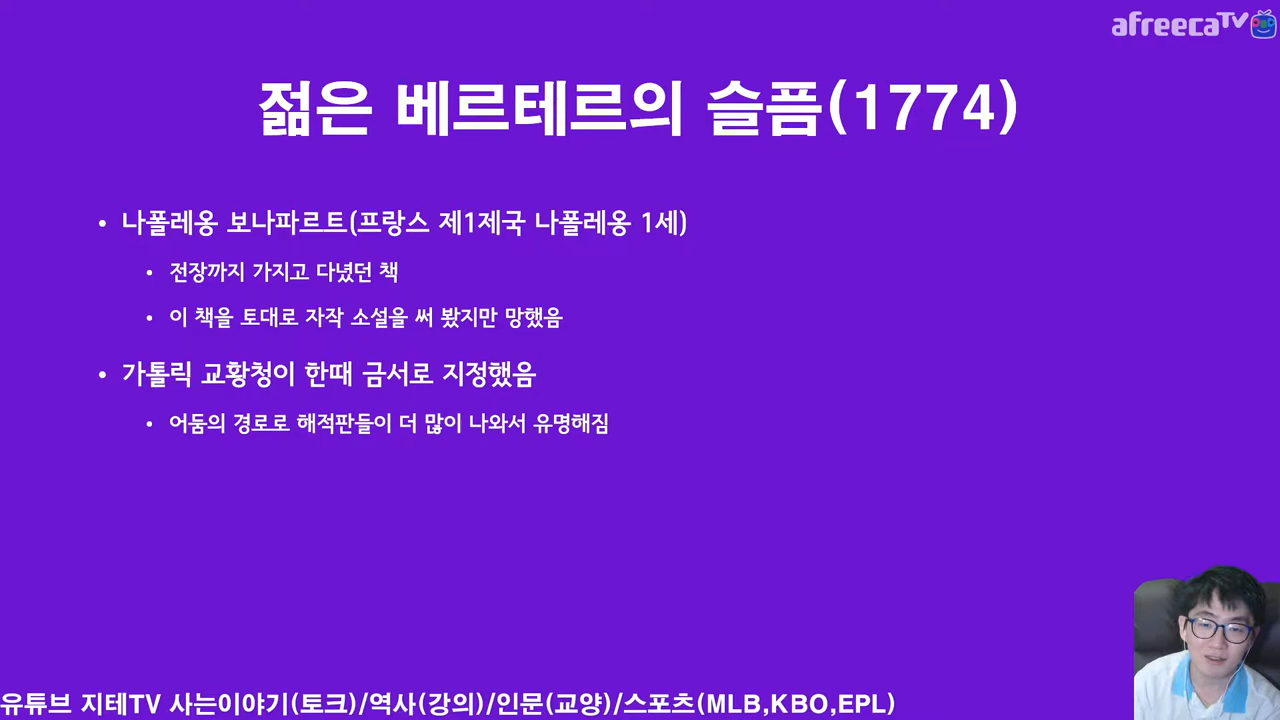 afreecaTV
젊은 베르테르의 슬픔(1774)
• 나폴레옹 보나파르트(프랑스 제1제국 나폴레옹 1세)
• 전장까지 가지고 다녔던 책
• 이 책을 토대로 자작 소설을 써 봤지만 망했음
• 가톨릭 교황청이 한때 금서로 지정했음
• 어둠의 경로로 해적판들이 더 많이 나와서 유명해짐
유튜브 지테TV 사는이야기(토크)/역사(강의)/인문(교양)/스포츠(MLB,KBO,EPL)